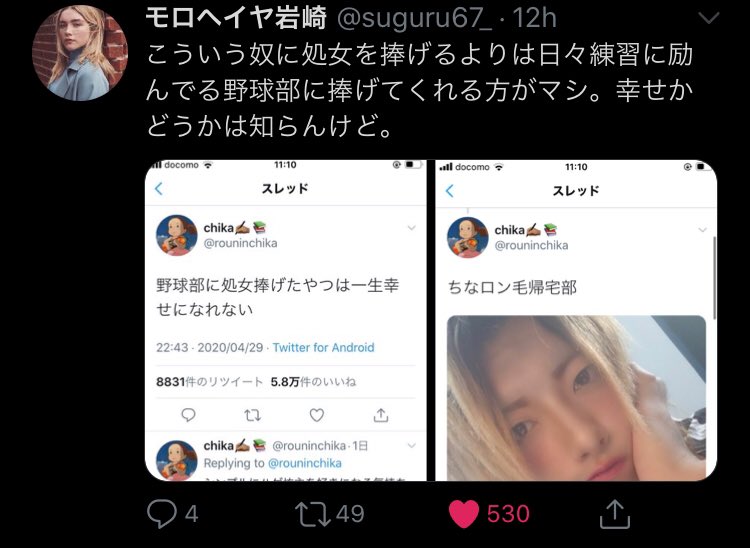 モロヘイヤ岩崎 @suguru67_ · 12h
こういう奴に処女を捧げるよりは日々練習に励
んでる野球部に捧げてくれる方がマシ。幸せか
どうかは知らんけど。
docomo 11:10
スレッド
chika✍🏾📚
@rouninchika
野球部に処女捧げたやつは一生幸
せになれない
22:43 · 2020/04/29 · Twitter for Android
8831件のリツイート 5.8万件のいいね
chika✍🏾📚 @rouninchika · 1日
Replying to @rouninchika
docomo 11:10
スレッド
chika✍🏾📚
@rouninchika
ちなロン毛帰宅部
4 49 530